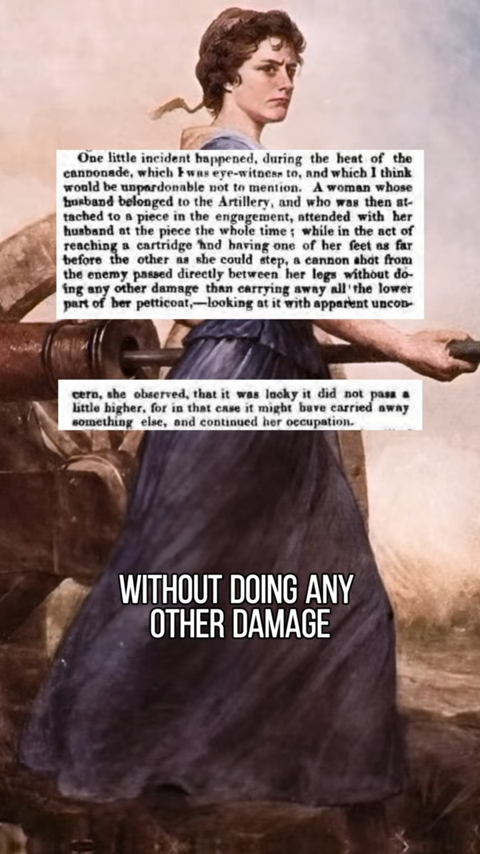 One little incident happened, during the heat of the
cannonade, which I was eye-witness to, and which I think
would be unpardonable not to mention. A woman whose
husband belonged to the Artillery, and who was then at-
tached to a piece in the engagement, attended with her
husband at the piece the whole time; while in the act of
reaching a cartridge and having one of her feet as far
before the other as she could step, a cannon shot from
the enemy passed directly between her legs without do-
ing any other damage than carrying away all the lower
part of her petticoat,—looking at it with apparent uncon-
cern, she observed, that it was lucky it did not pass a
little higher, for in that case it might have carried away
something else, and continued her occupation.
WITHOUT DOING ANY
OTHER DAMAGE